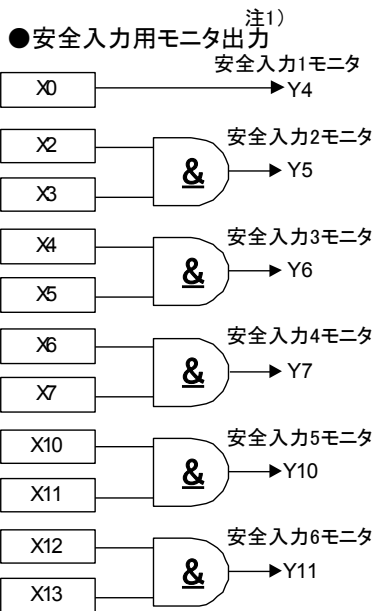 注1)
●安全入力用モニタ出力
安全入力1モニタ
X0
Y4
安全入力2モニタ
X2
&
Y5
X3
安全入力3モニタ
X4
&
Y6
X5
安全入力4モニタ
X6
&
Y7
X7
安全入力5モニタ
X10
&
Y10
X11
安全入力6モニタ
X12
&
Y11
X13